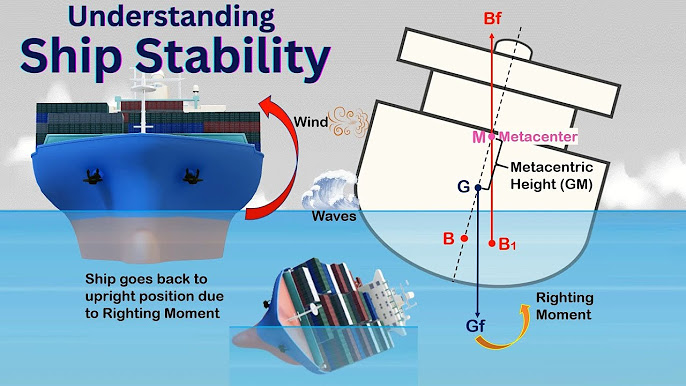 Understanding
Ship Stability
Wind
Waves
Ship goes back to
upright position due
to Righting Moment
Bf
M
Metacenter
Metacentric
Height (GM)
G
B
B1
Gf
Righting
Moment